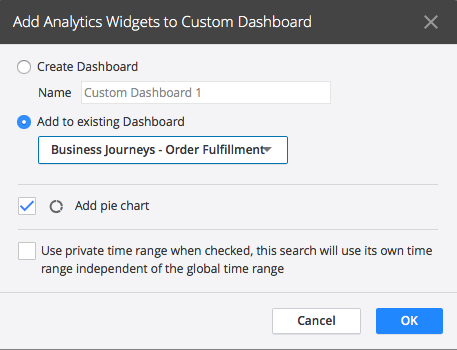 Add Analytics Widgets to Custom Dashboard
Create Dashboard
Name Custom Dashboard 1
Add to existing Dashboard
Business Journeys - Order Fulfillment
Add pie chart
Use private time range when checked, this search will use its own time
range independent of the global time range
Cancel OK